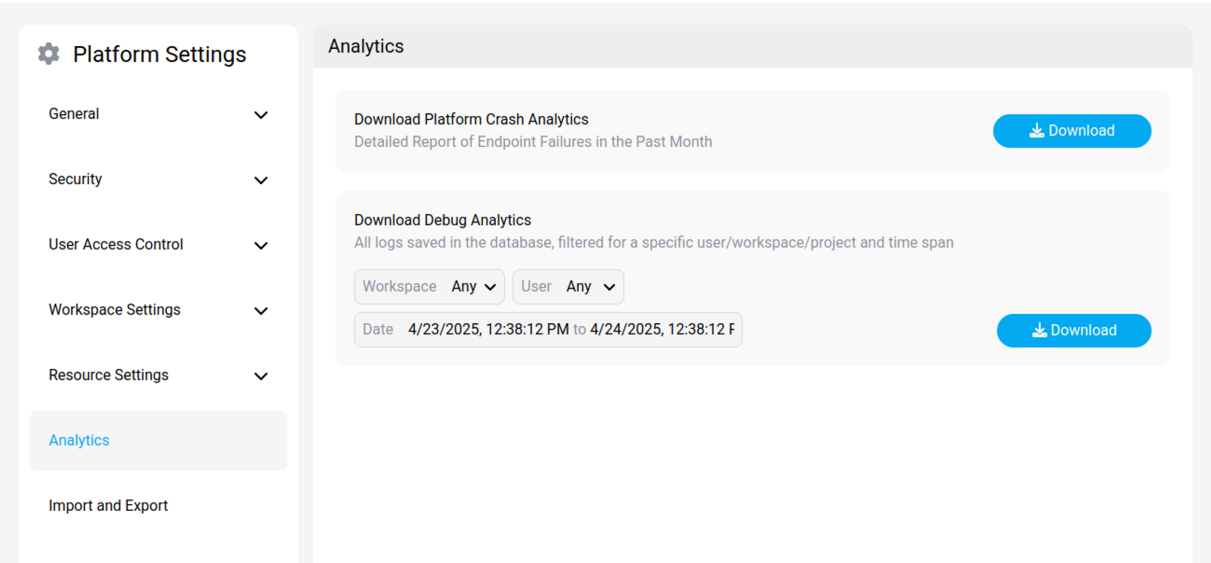 Platform Settings
General
Security
User Access Control
Workspace Settings
Resource Settings
Analytics
Import and Export
Analytics
Download Platform Crash Analytics
Detailed Report of Endpoint Failures in the Past Month
Download
Download Debug Analytics
All logs saved in the database, filtered for a specific user/workspace/project and time span
Workspace Any User Any
Date 4/23/2025, 12:38:12 PM to 4/24/2025, 12:38:12
Download